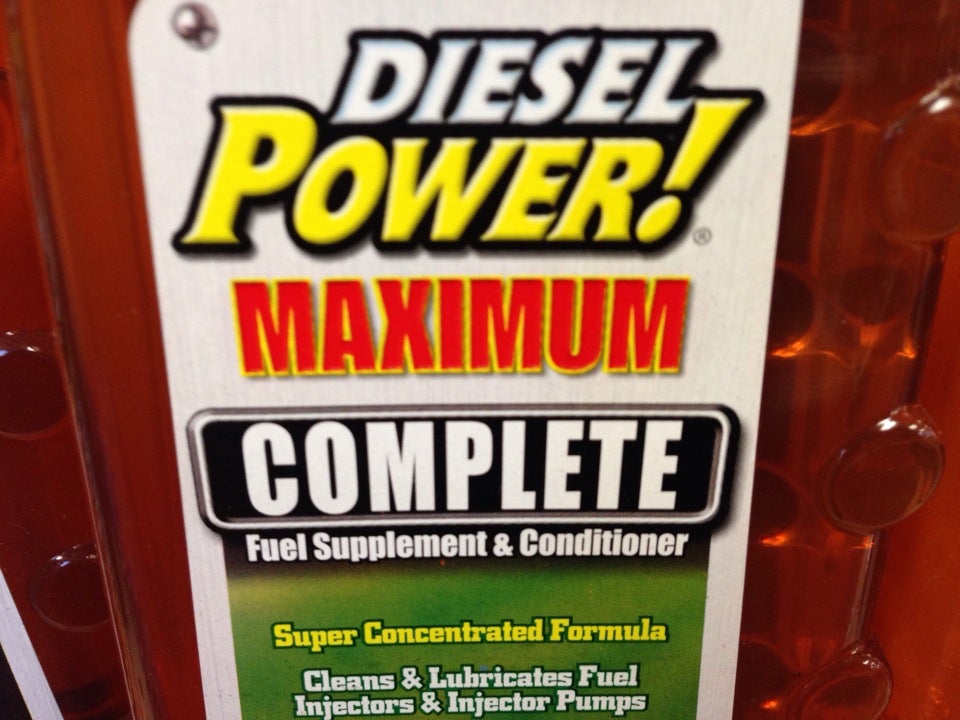 DIESEL
POWER!®
MAXIMUM
COMPLETE
Fuel Supplement & Conditioner
Super Concentrated Formula
Cleans & Lubricates Fuel
Injectors & Injector Pumps